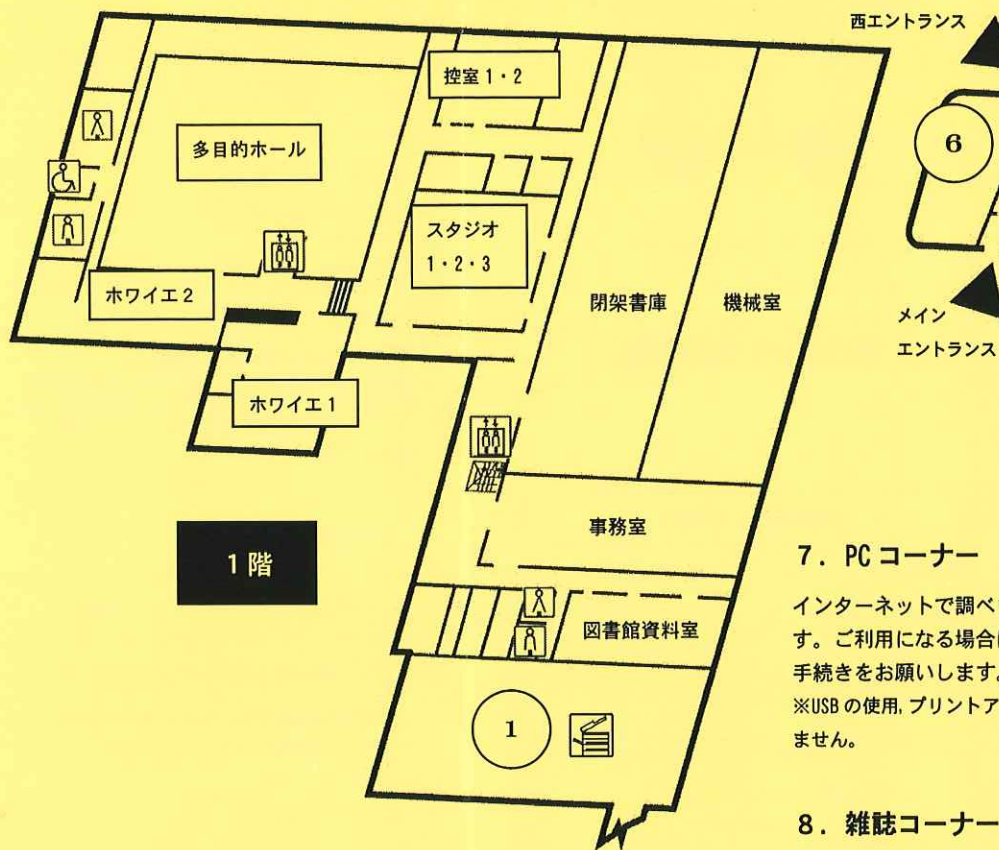 西エントランス
控室1・2
多目的ホール
6
スタジオ
1・2・3
ホワイエ2
閉架書庫
機械室
メイン
エントランス
ホワイエ1
事務室
1階
図書館資料室
1
7. PCコーナー
インターネットで調べ
す。ご利用になる場合
手続きをお願いします。
※USBの使用,プリントア
ません。
8. 雑誌コーナー